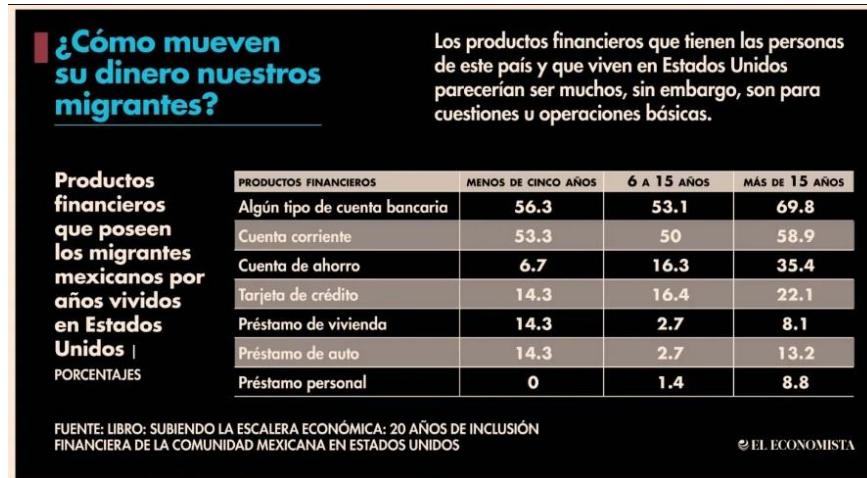 ¿Cómo mueven
su dinero nuestros
migrantes?
Los productos financieros que tienen las personas
de este país y que viven en Estados Unidos
parecerían ser muchos, sin embargo, son para
cuestiones u operaciones básicas.
Productos
financieros
que poseen
los migrantes
mexicanos por
años vividos
en Estados
Unidos |
PORCENTAJES
PRODUCTOS FINANCIEROS MENOS DE CINCO AÑOS 6 A 15 AÑOS MÁS DE 15 AÑOS
Algún tipo de cuenta bancaria 56.3 53.1 69.8
Cuenta corriente 53.3 50 58.9
Cuenta de ahorro 6.7 16.3 35.4
Tarjeta de crédito 14.3 16.4 22.1
Préstamo de vivienda 14.3 2.7 8.1
Préstamo de auto 14.3 2.7 13.2
Préstamo personal 0 1.4 8.8
FUENTE: LIBRO: SUBIENDO LA ESCALERA ECONÓMICA: 20 AÑOS DE INCLUSIÓN
FINANCIERA DE LA COMUNIDAD MEXICANA EN ESTADOS UNIDOS
EL ECONOMISTA